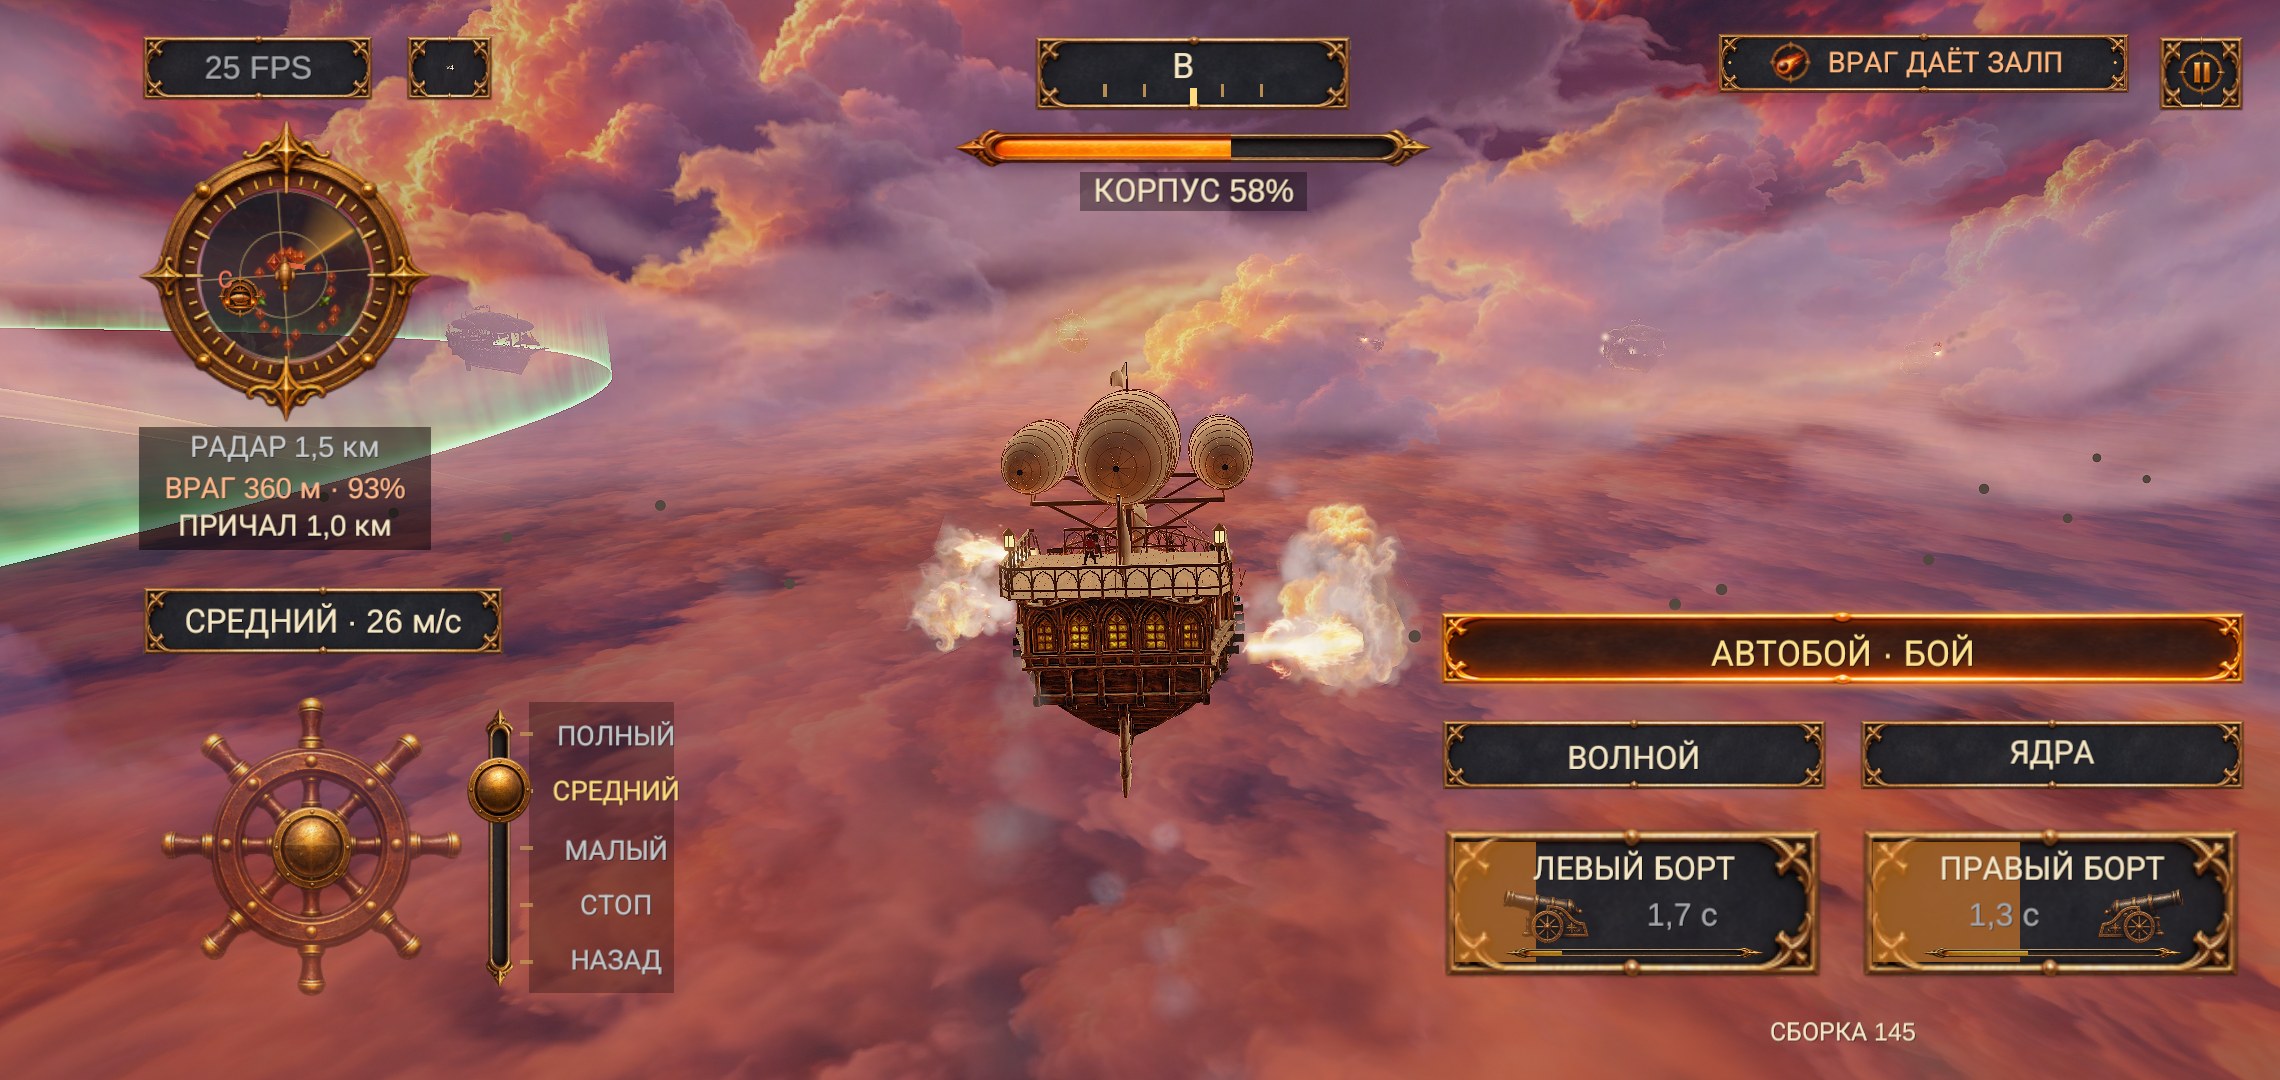 25 FPS
×4
В
ВРАГ ДАЁТ ЗАЛП
КОРПУС 58%
С
РАДАР 1,5 км
ВРАГ 360 м · 93%
ПРИЧАЛ 1,0 км
СРЕДНИЙ · 26 м/с
ПОЛНЫЙ
СРЕДНИЙ
МАЛЫЙ
СТОП
НАЗАД
АВТОБОЙ · БОЙ
ВОЛНОЙ
ЯДРА
ЛЕВЫЙ БОРТ
1,7 с
ПРАВЫЙ БОРТ
1,3 с
СБОРКА 145